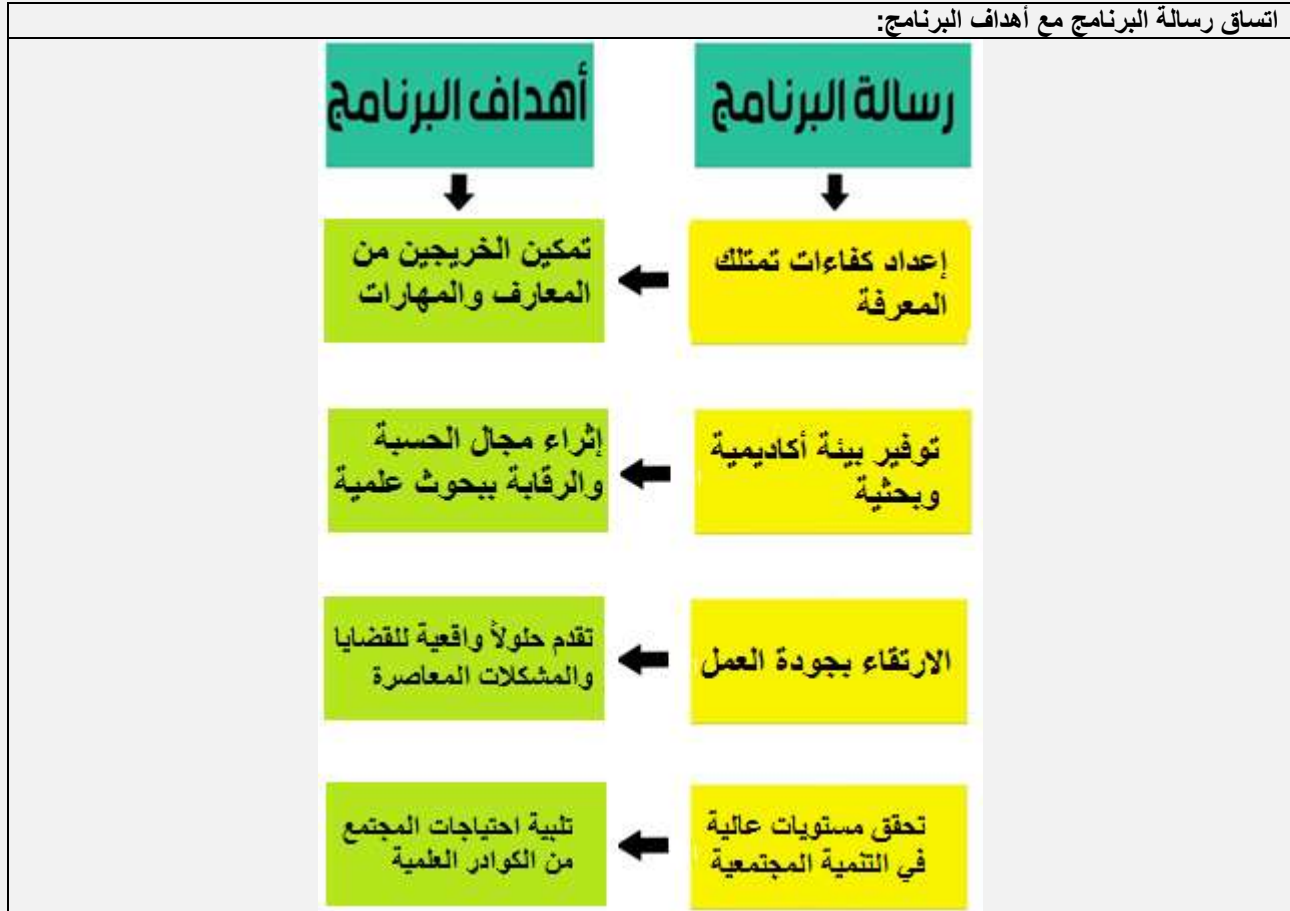 اتساق رسالة البرنامج مع أهداف البرنامج:
رسالة البرنامج
أهداف البرنامج
إعداد كفاءات تمتلك
المعرفة
تمكين الخريجين من
المعارف والمهارات
توفير بيئة أكاديمية
وبحثية
إثراء مجال الحسبة
والرقابة ببحوث علمية
الارتقاء بجودة العمل
تقدم حلولاً واقعية للقضايا
والمشكلات المعاصرة
تحقق مستويات عالية
في التنمية المجتمعية
تلبية احتياجات المجتمع
من الكوادر العلمية